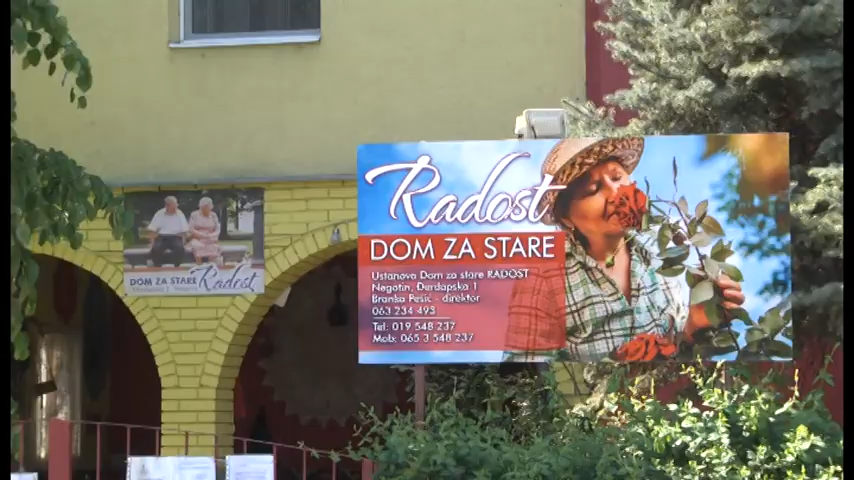 Radost
DOM ZA STARE
Ustanova Dom za stare RADOST
Negotin, Đerdapska 1
Branka Pešić - direktor
063 234 493
Tel: 019 548 237
Mob: 065 3 548 237
DOM ZA STARE Radost